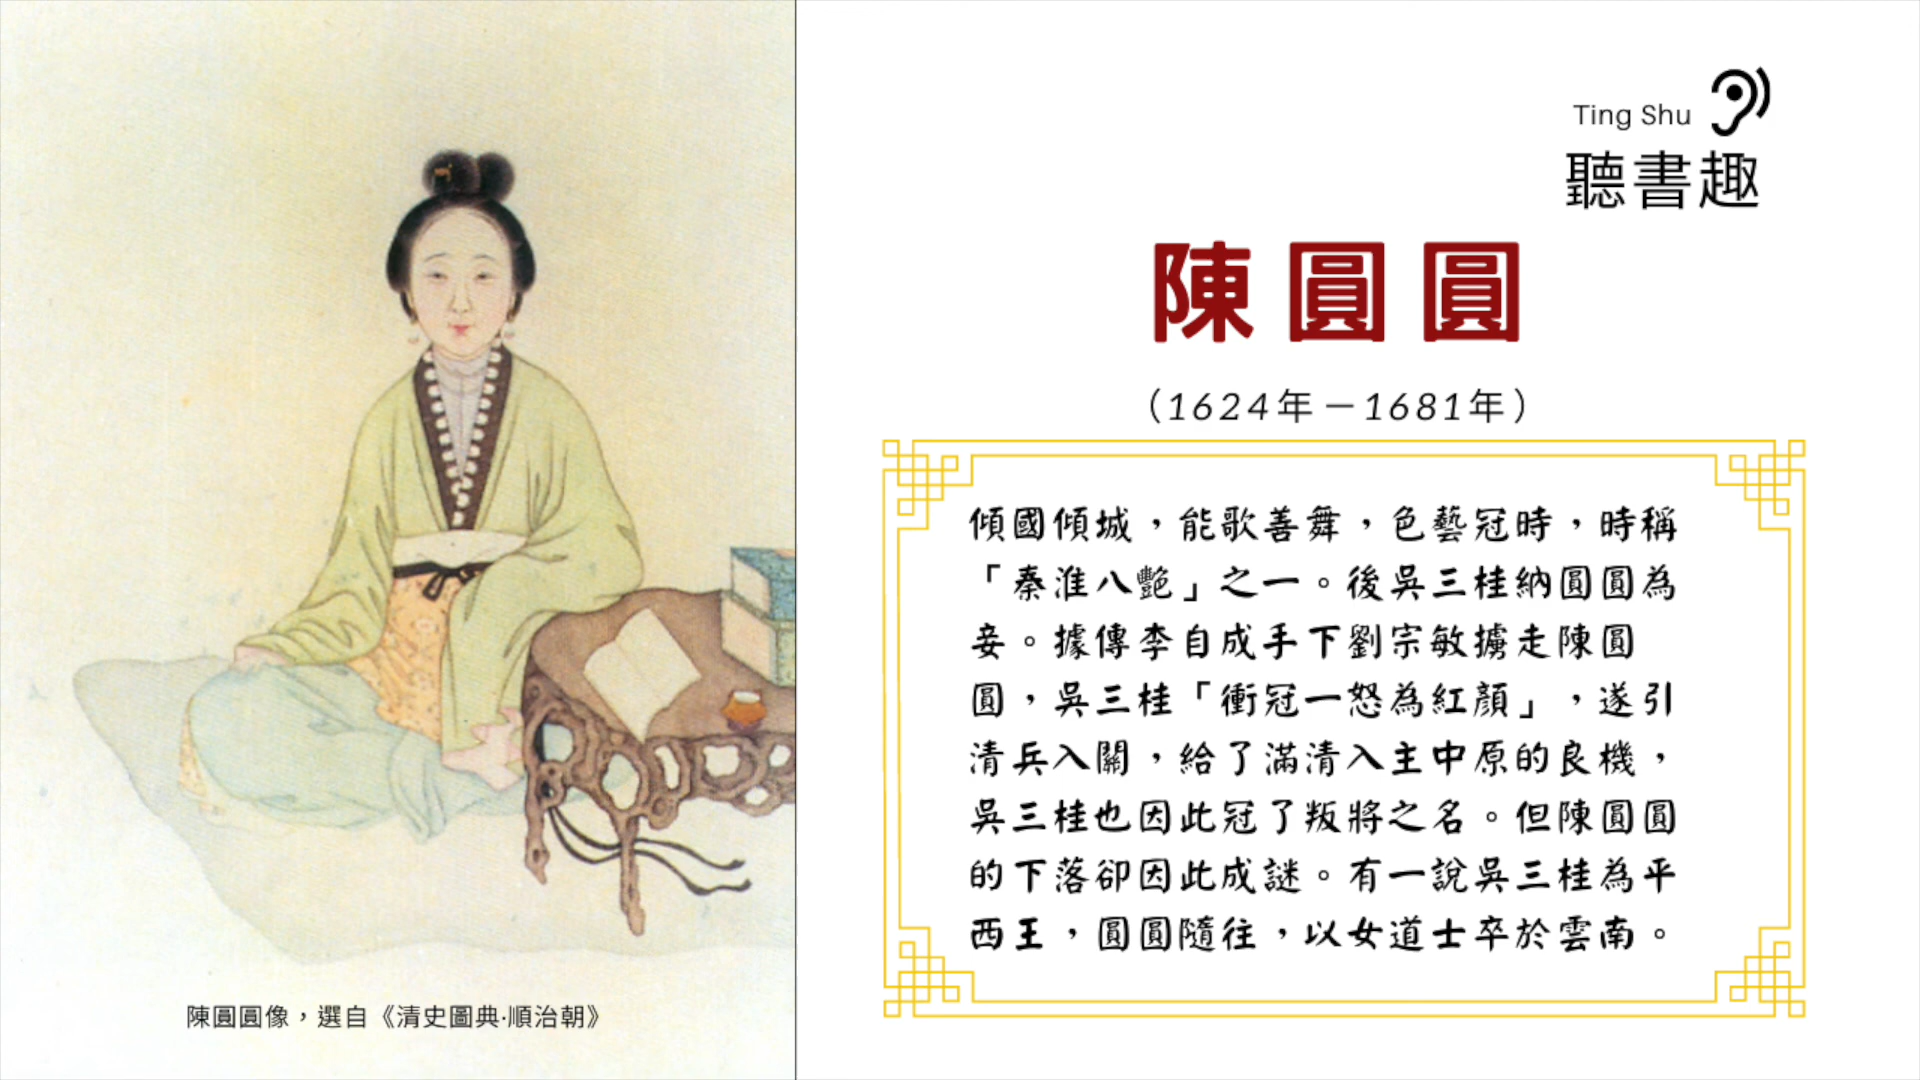 Ting Shu
聽書趣
陳圓圓
（1624年－1681年）
傾國傾城，能歌善舞，色藝冠時，時稱
「秦淮八艷」之一。後吳三桂納圓圓為
妾。據傳李自成手下劉宗敏擄走陳圓
圓，吳三桂「衝冠一怒為紅顏」，遂引
清兵入關，給了滿清入主中原的良機，
吳三桂也因此冠了叛將之名。但陳圓圓
的下落卻因此成謎。有一說吳三桂為平
西王，圓圓隨往，以女道士卒於雲南。
陳圓圓像，選自《清史圖典·順治朝》